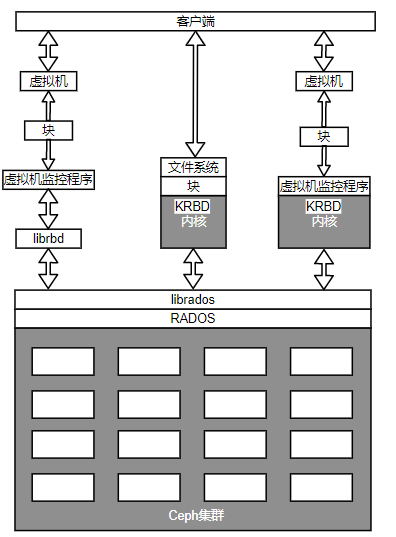 客户端
虚拟机
虚拟机
块
块
文件系统
虚拟机监控程序
块
虚拟机监控程序
KRBD
内核
KRBD
内核
librbd
librados
RADOS
Ceph集群